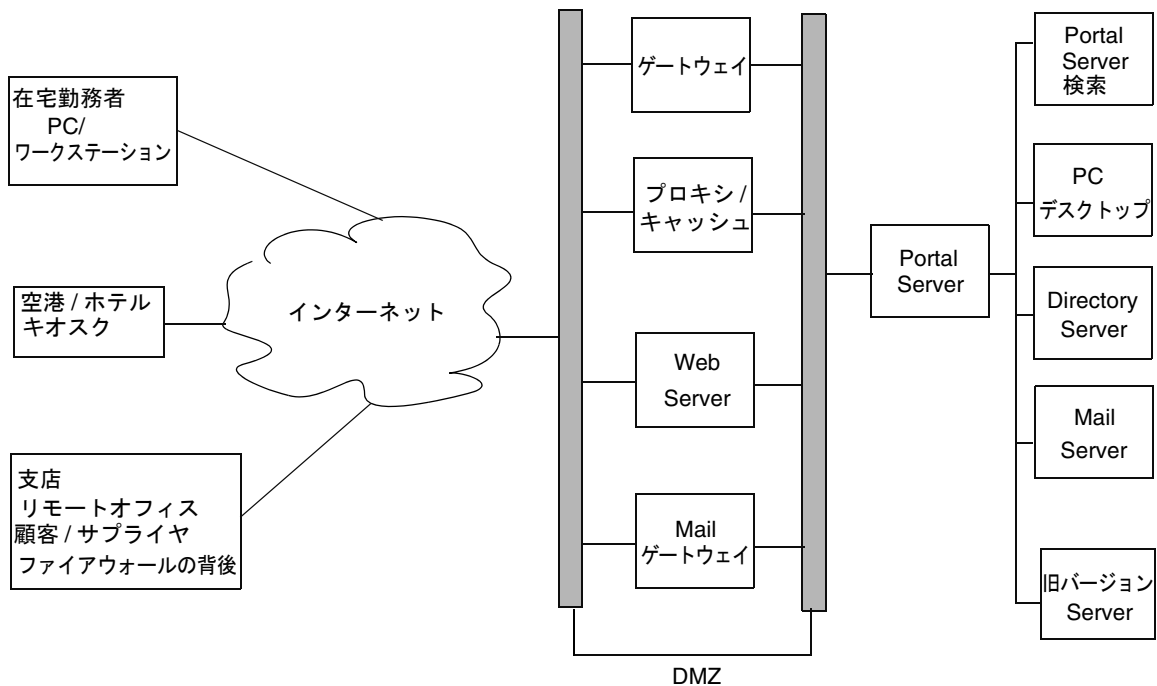 在宅勤務者
PC/
ワークステーション
空港 / ホテル
キオスク
支店
リモートオフィス
顧客 / サプライヤ
ファイアウォールの背後
インターネット
ゲートウェイ
プロキシ /
キャッシュ
Web
Server
Mail
ゲートウェイ
DMZ
Portal
Server
Portal
Server
検索
PC
デスクトップ
Directory
Server
Mail
Server
旧バージョン
Server